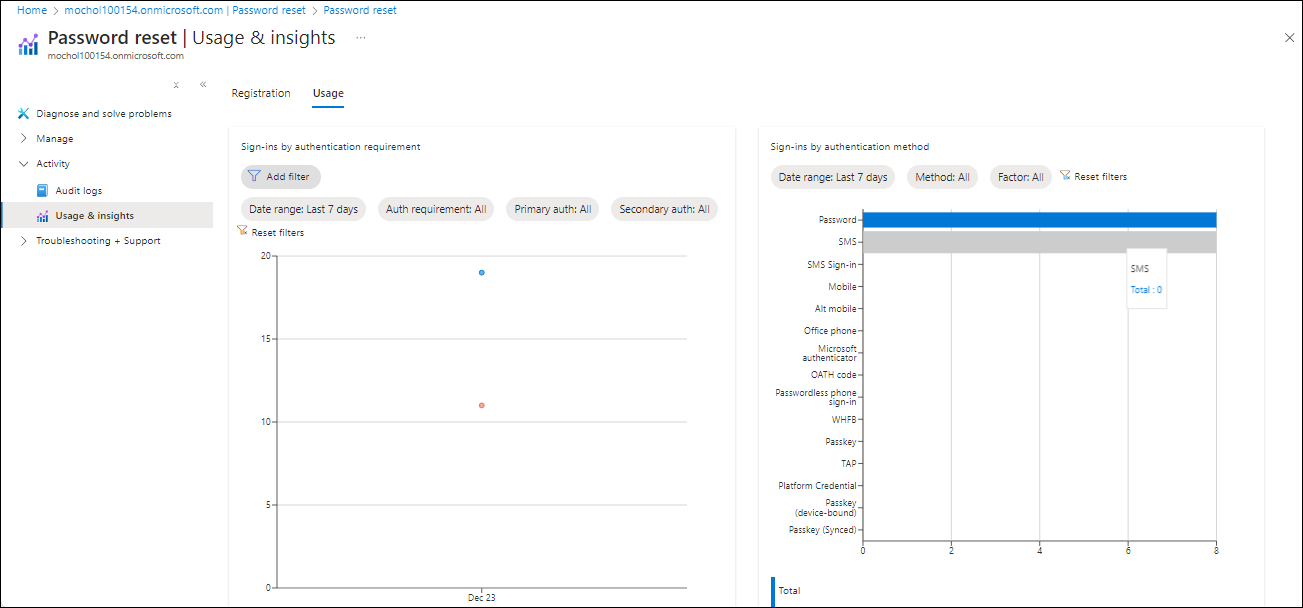 Home > mochol100154.onmicrosoft.com | Password reset > Password reset
Password reset | Usage & insights ...
mochol100154.onmicrosoft.com
Diagnose and solve problems
Manage
Activity
Audit logs
Usage & insights
Troubleshooting + Support
Registration Usage
Sign-ins by authentication requirement
Add filter
Date range: Last 7 days Auth requirement: All Primary auth: All Secondary auth: All
Reset filters
20
15
10
5
0
Dec 23
Sign-ins by authentication method
Date range: Last 7 days Method: All Factor: All Reset filters
Password
SMS
SMS Sign-in
Mobile
Alt mobile
Office phone
Microsoft
authenticator
OATH code
Passwordless phone
sign-in
WHFB
Passkey
TAP
Platform Credential
Passkey
(device-bound)
Passkey (Synced)
SMS
Total : 0
0 2 4 6 8
Total